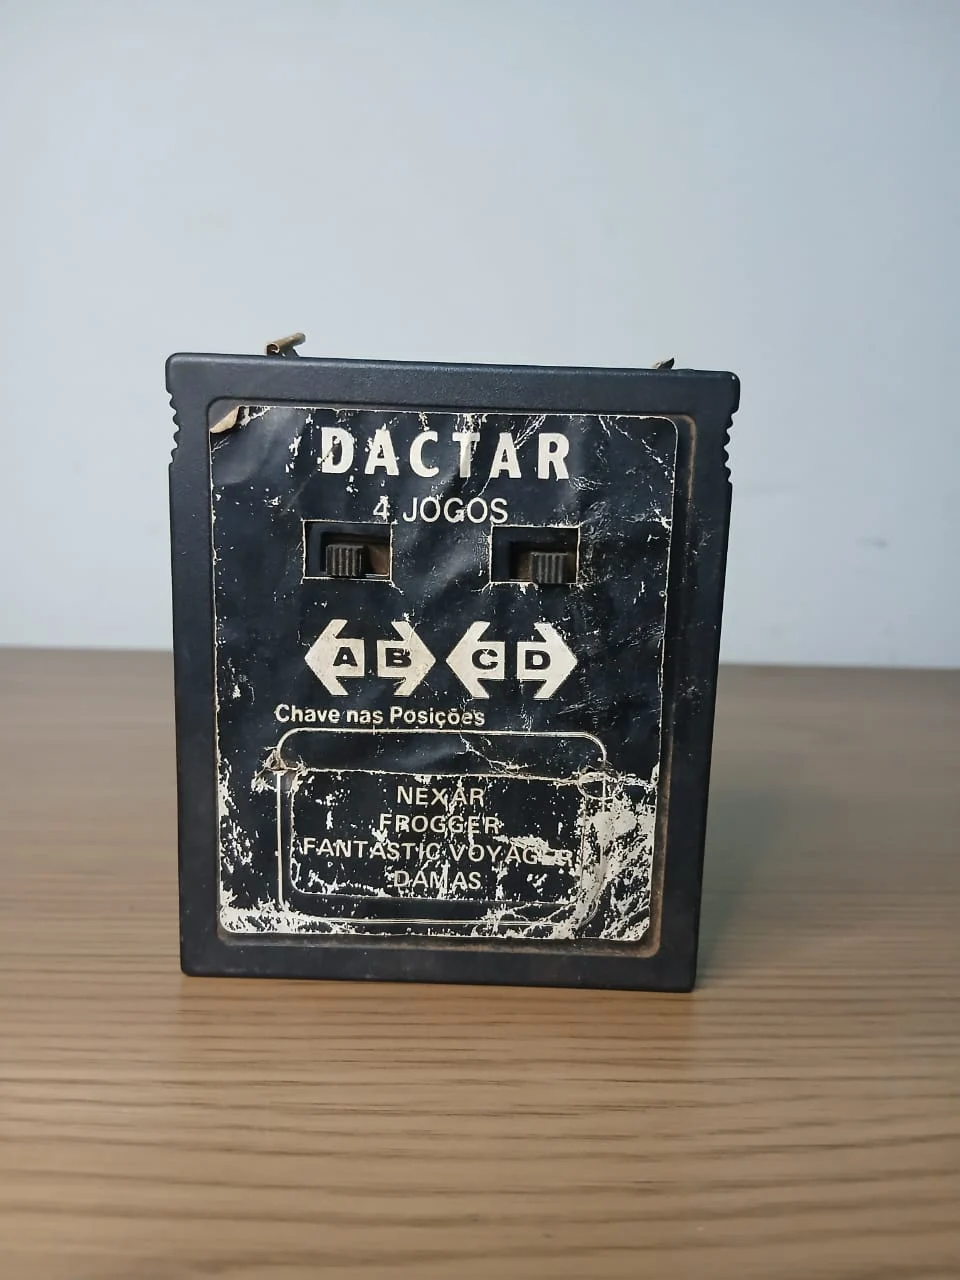 DACTAR
4 JOGOS
A B C D
Chave nas Posições
NEXAR
FROGGER
FANTASTIC VOYAGER
DAMAS